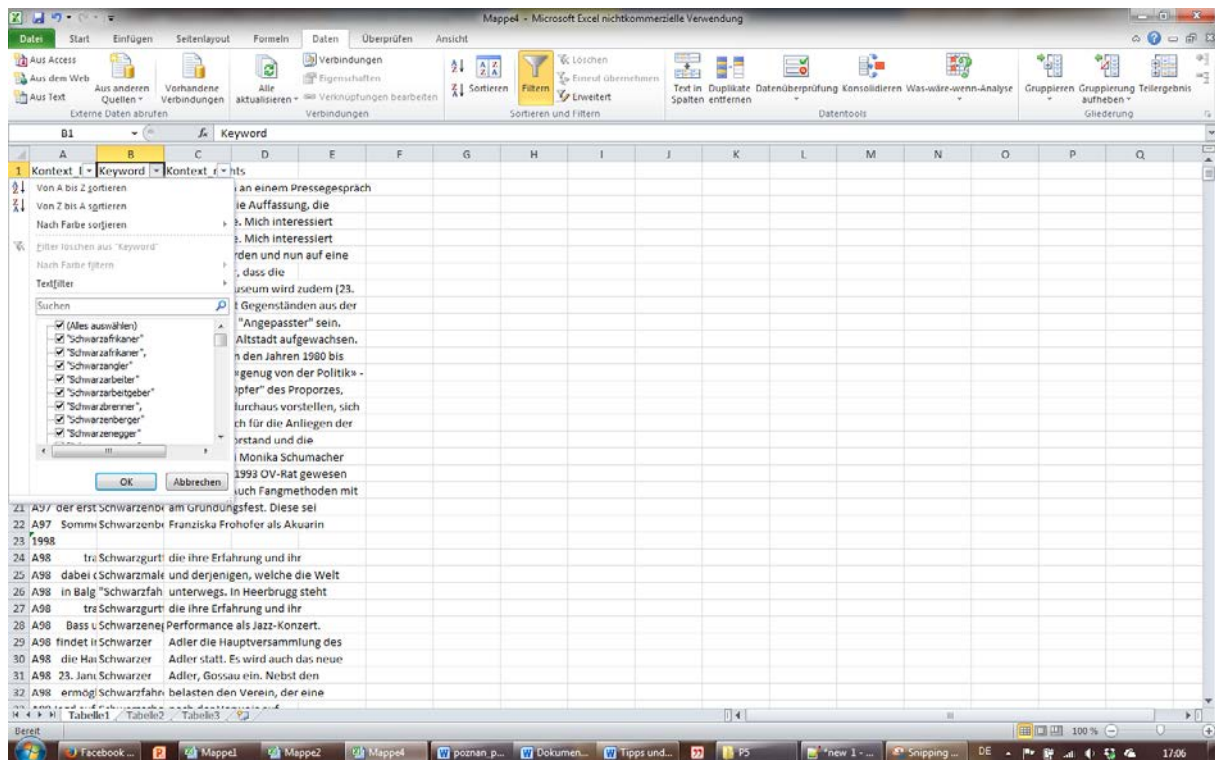 Mappe4 - Microsoft Excel nichtkommerzielle Verwendung
Datei Start Einfügen Seitenlayout Formeln Daten Überprüfen Ansicht
Aus Access
Aus dem Web
Aus Text
Aus anderen Quellen
Vorhandene Verbindungen
Externe Daten abrufen
Alle aktualisieren
Verbindungen
Eigenschaften
Verknüpfungen bearbeiten
Verbindungen
Sortieren
Filtern
Löschen
Erneut übernehmen
Erweitert
Sortieren und Filtern
Text in Spalten
Duplikate entfernen
Datenüberprüfung
Konsolidieren
Was-wäre-wenn-Analyse
Datentools
Gruppieren
Gruppierung aufheben
Teilergebnis
Gliederung
B1 fx Keyword
A B C D E F G H I J K L M N O P Q
1 Keyword hts
Von A bis Z sortieren
Von Z bis A sortieren
Nach Farbe sortieren
Filter löschen aus "Keyword"
Nach Farbe filtern
Textfilter
Suchen
(Alles auswählen)
"Schwarzafrikaner"
"Schwarzafrikaner",
"Schwarzangler"
"Schwarzarbeiter"
"Schwarzarbeitgeber"
"Schwarzbrenner",
"Schwarzenberger"
"Schwarzenegger"
OK Abbrechen
an einem Pressegespräch
ie Auffassung, die
e. Mich interessiert
e. Mich interessiert
rden und nun auf eine
, dass die
useum wird zudem (23.
t Gegenständen aus der
"Angepasster" sein.
Altstadt aufgewachsen.
n den Jahren 1980 bis
«genug von der Politik» -
pfer" des Proporzes,
durchaus vorstellen, sich
ch für die Anliegen der
orstand und die
Monika Schumacher
1993 OV-Rat gewesen
uch Fangmethoden mit
21 A97 der erst Schwarzenbe am Gründungsfest. Diese sei
22 A97 Somme Schwarzenbe Franziska Frohofer als Akuarin
23 1998
24 A98 tra Schwarzgurt die ihre Erfahrung und ihr
25 A98 dabei Schwarzmale und derjenigen, welche die Welt
26 A98 in Balg "Schwarzfah unterwegs. In Heerbrugg steht
27 A98 tra Schwarzgurt die ihre Erfahrung und ihr
28 A98 Bass u Schwarzeneg Performance als Jazz-Konzert.
29 A98 findet in Schwarzer Adler die Hauptversammlung des
30 A98 die Hau Schwarzer Adler statt. Es wird auch das neue
31 A98 23. Janu Schwarzer Adler, Gossau ein. Nebst den
32 A98 ermögl Schwarzfahre belasten den Verein, der eine
Tabelle1 Tabelle2 Tabelle3
Bereit 100 %
Facebook ... Mappe1 Mappe2 Mappe4 poznan_p... Dokumen... Tipps und... P5 *new 1 - ... Snipping ... DE 17:06